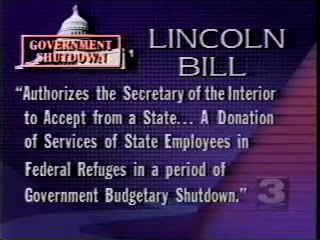 GOVERNMENT
SHUTDOWN
LINCOLN
BILL
“Authorizes the Secretary of the Interior
to Accept from a State... A Donation
of Services of State Employees in
Federal Refuges in a period of
Government Budgetary Shutdown.”
3